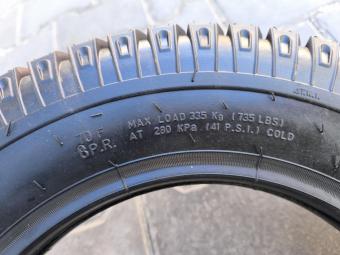 70 F
6P.R.
MAX LOAD 335 Kg (735 LBS)
AT 280 KPa (41 P.S.I.) COLD